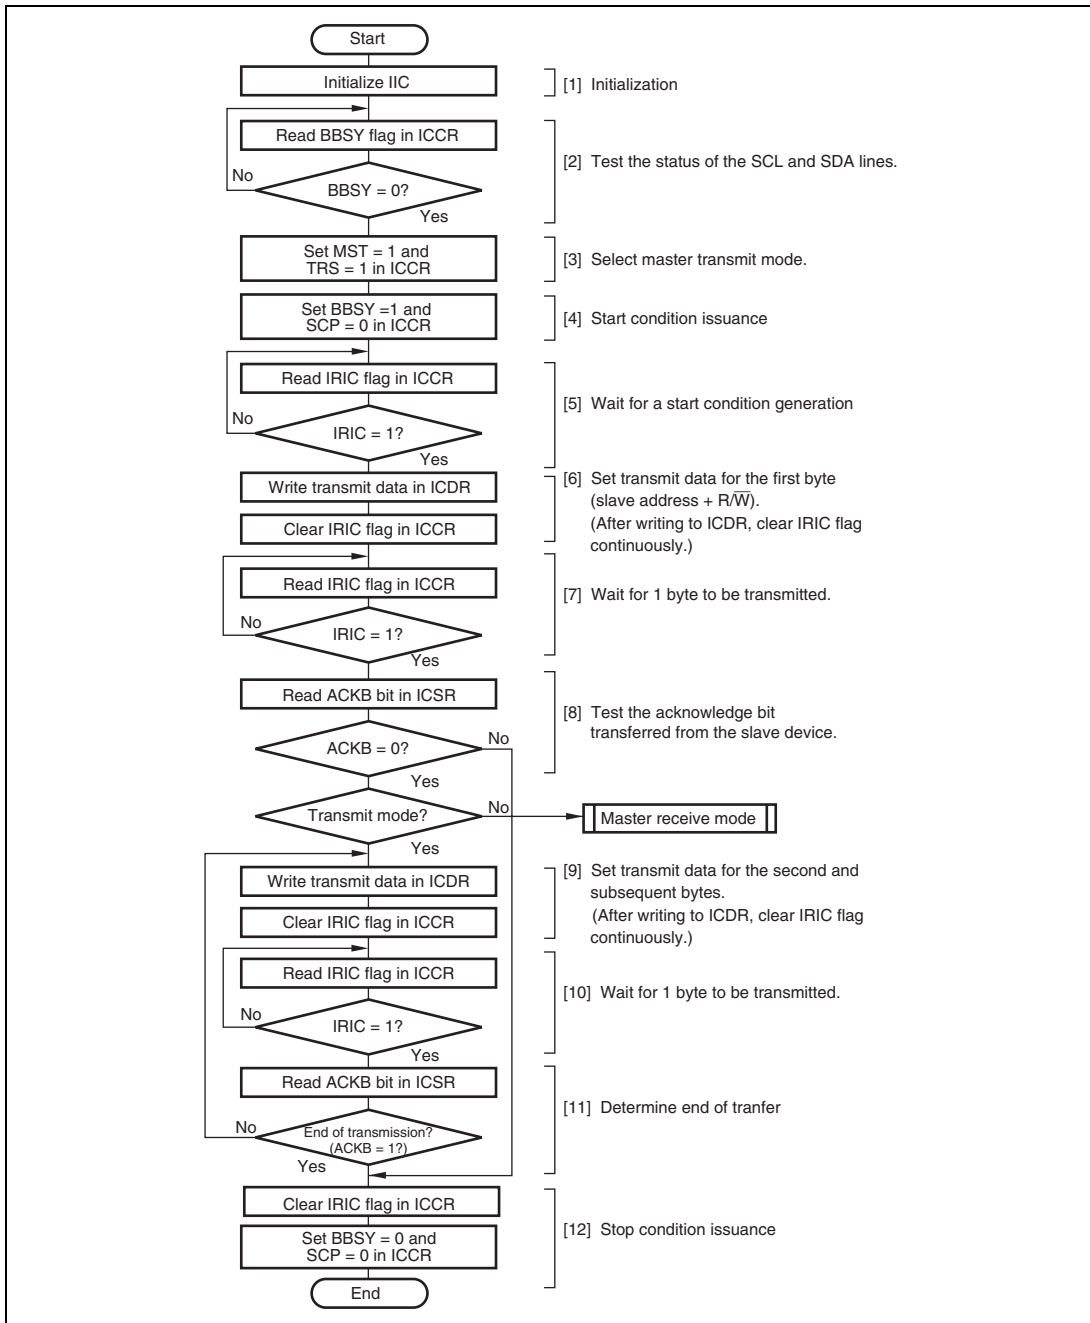 Start
Initialize IIC
[1] Initialization
Read BBSY flag in ICCR
[2] Test the status of the SCL and SDA lines.
No
BBSY = 0?
Yes
Set MST = 1 and
TRS = 1 in ICCR
[3] Select master transmit mode.
Set BBSY =1 and
SCP = 0 in ICCR
[4] Start condition issuance
Read IRIC flag in ICCR
[5] Wait for a start condition generation
No
IRIC = 1?
Yes
Write transmit data in ICDR
[6] Set transmit data for the first byte
(slave address + R/W̅).
(After writing to ICDR, clear IRIC flag
continuously.)
Clear IRIC flag in ICCR
Read IRIC flag in ICCR
[7] Wait for 1 byte to be transmitted.
No
IRIC = 1?
Yes
Read ACKB bit in ICSR
[8] Test the acknowledge bit
transferred from the slave device.
ACKB = 0?
No
Yes
Transmit mode?
No
Master receive mode
Yes
Write transmit data in ICDR
[9] Set transmit data for the second and
subsequent bytes.
(After writing to ICDR, clear IRIC flag
continuously.)
Clear IRIC flag in ICCR
Read IRIC flag in ICCR
[10] Wait for 1 byte to be transmitted.
No
IRIC = 1?
Yes
Read ACKB bit in ICSR
[11] Determine end of tranfer
No
End of transmission?
(ACKB = 1?)
Yes
Clear IRIC flag in ICCR
[12] Stop condition issuance
Set BBSY = 0 and
SCP = 0 in ICCR
End